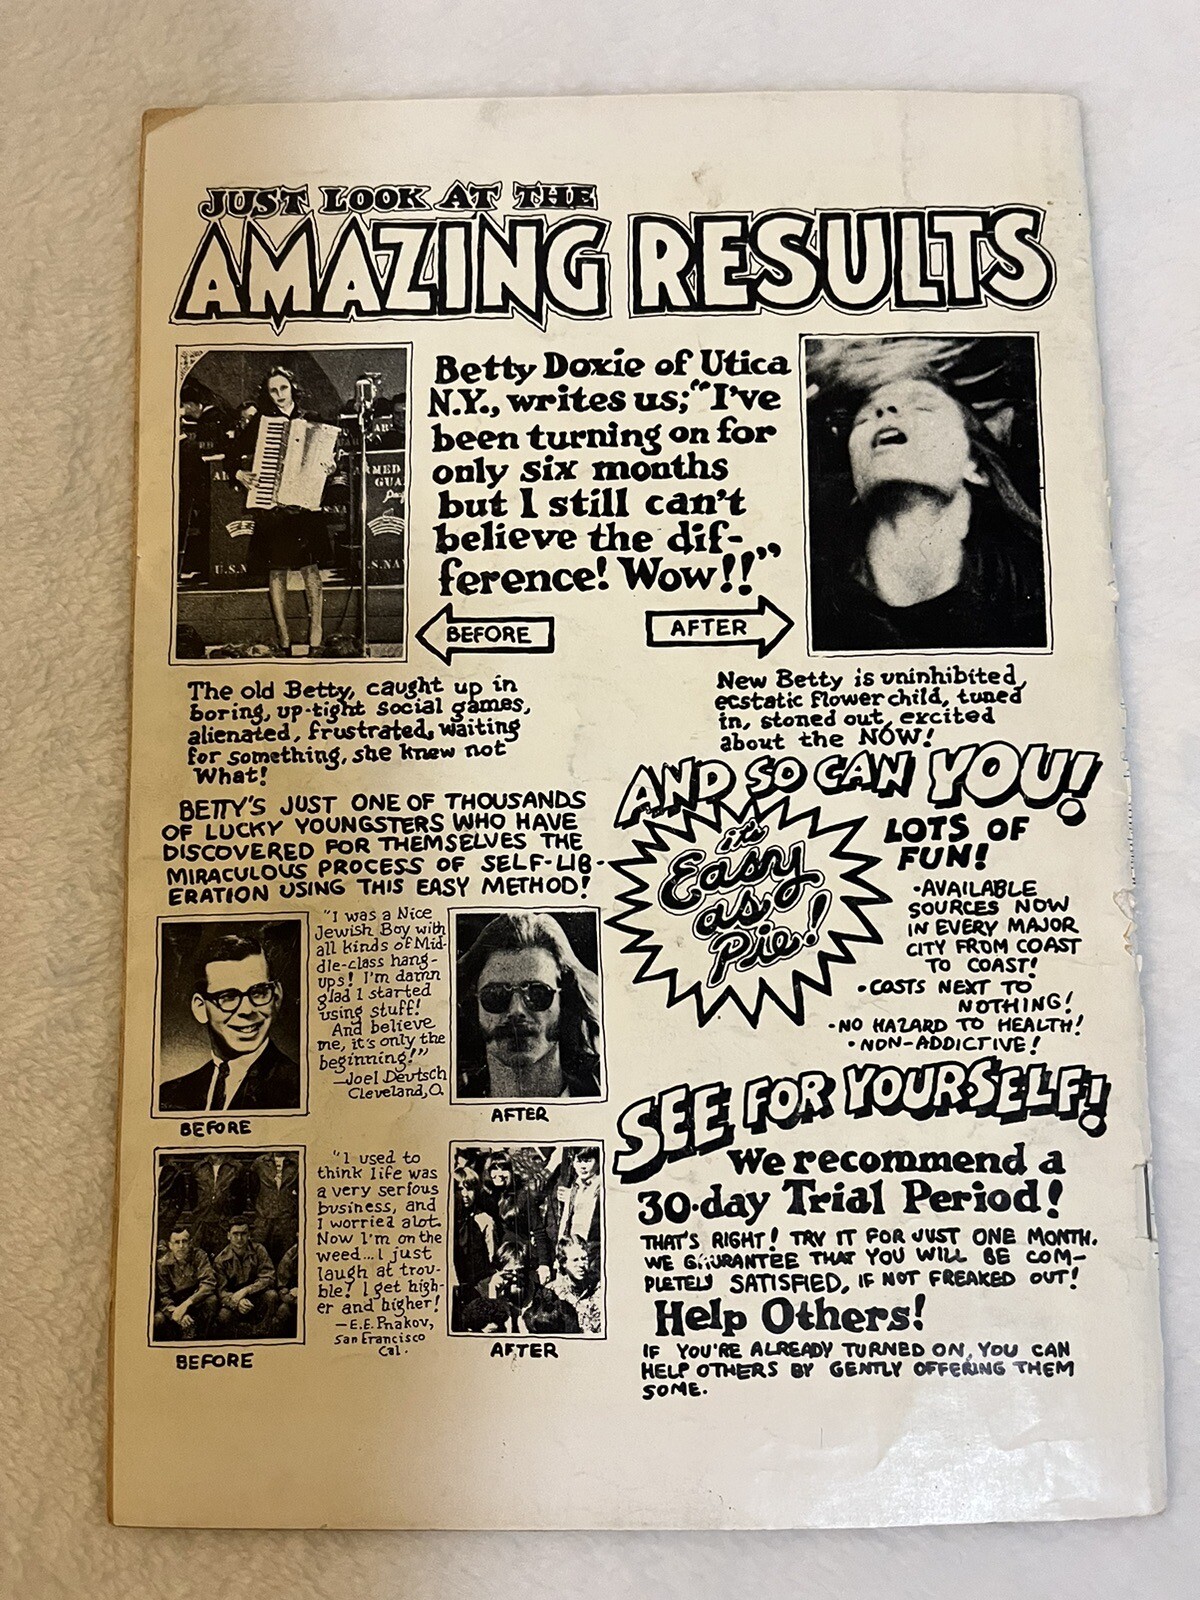 JUST LOOK AT THE
AMAZING RESULTS
Betty Doxie of Utica
N.Y., writes us; "I've
been turning on for
only six months
but I still can't
believe the dif-
ference! Wow!!"
BEFORE
AFTER
U.S.N
S.NAV
MED
GUA
The old Betty, caught up in
boring, up-tight social games,
alienated, frustrated, waiting
for something, she knew not
What!
New Betty is uninhibited,
ecstatic flower child, tuned
in, stoned out, excited
about the NOW!
BETTY'S JUST ONE OF THOUSANDS
OF LUCKY YOUNGSTERS WHO HAVE
DISCOVERED FOR THEMSELVES THE
MIRACULOUS PROCESS OF SELF-LIB-
ERATION USING THIS EASY METHOD!
"I was a Nice
Jewish Boy with
all kinds of Mid-
dle-class hang-
ups! I'm damn
glad I started
using stuff!
And believe
me, it's only the
beginning!"
—Joel Deutsch
Cleveland, O.
BEFORE
AFTER
"I used to
think life was
a very serious
business, and
I worried alot.
Now I'm on the
weed... I just
laugh at trou-
ble! I get high-
er and higher!
—E.E. Pnakov,
San Francisco
Cal.
BEFORE
AFTER
AND SO CAN YOU!
it's
Easy
as
Pie!
LOTS OF
FUN!
•AVAILABLE
SOURCES NOW
IN EVERY MAJOR
CITY FROM COAST
TO COAST!
•COSTS NEXT TO
NOTHING!
•NO HAZARD TO HEALTH!
•NON-ADDICTIVE!
SEE FOR YOURSELF!
We recommend a
30-day Trial Period!
THAT'S RIGHT! TRY IT FOR JUST ONE MONTH.
WE GUARANTEE THAT YOU WILL BE COM-
PLETELY SATISFIED, IF NOT FREAKED OUT!
Help Others!
IF YOU'RE ALREADY TURNED ON, YOU CAN
HELP OTHERS BY GENTLY OFFERING THEM
SOME.